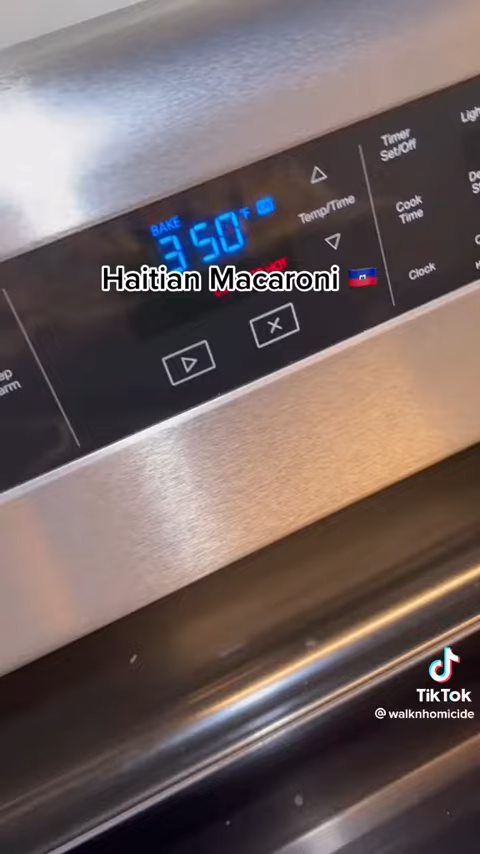 BAKE
350°F
Haitian Macaroni 🇭🇹
Temp/Time
Timer
Set/Off
Cook
Time
Clock
TikTok
@walknhomicide